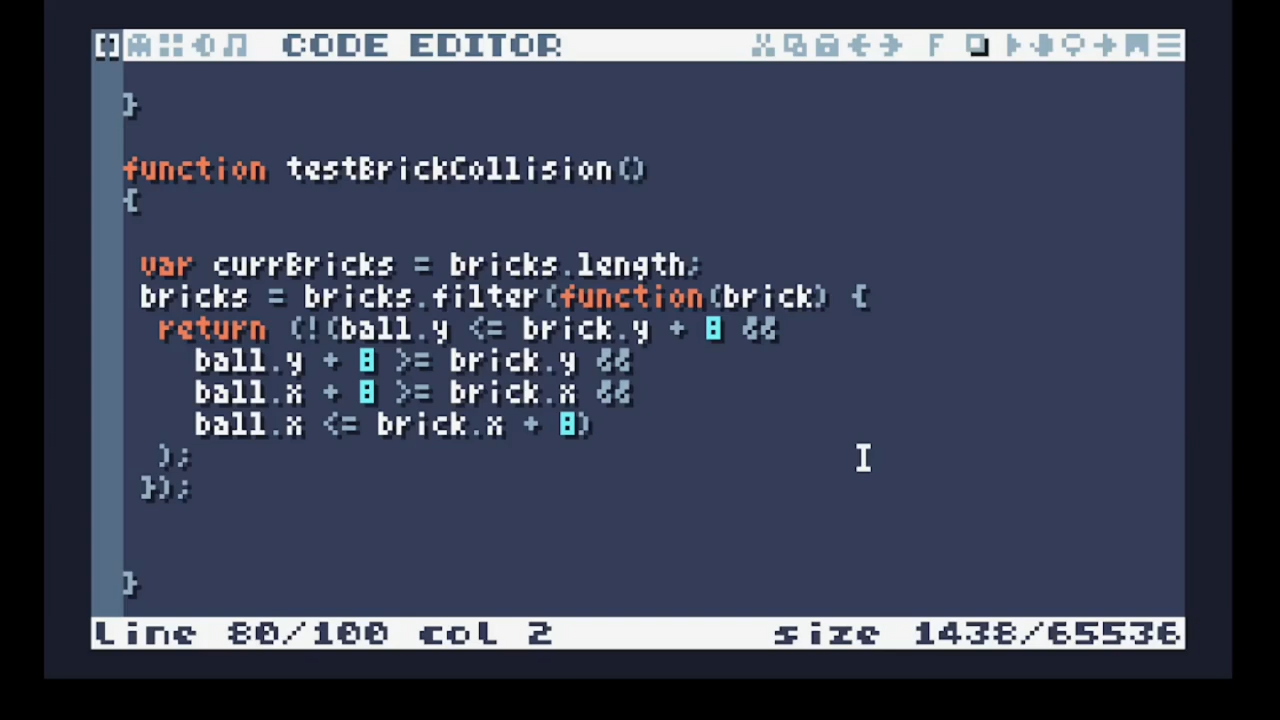 CODE EDITOR F
}
function testBrickCollision()
{
var currBricks = bricks.length;
bricks = bricks.filter(function(brick) {
return (!(ball.y <= brick.y + 8 &&
ball.y + 8 >= brick.y &&
ball.x + 8 >= brick.x &&
ball.x <= brick.x + 8)
);
});
}
line 80/100 col 2 size 1438/65536